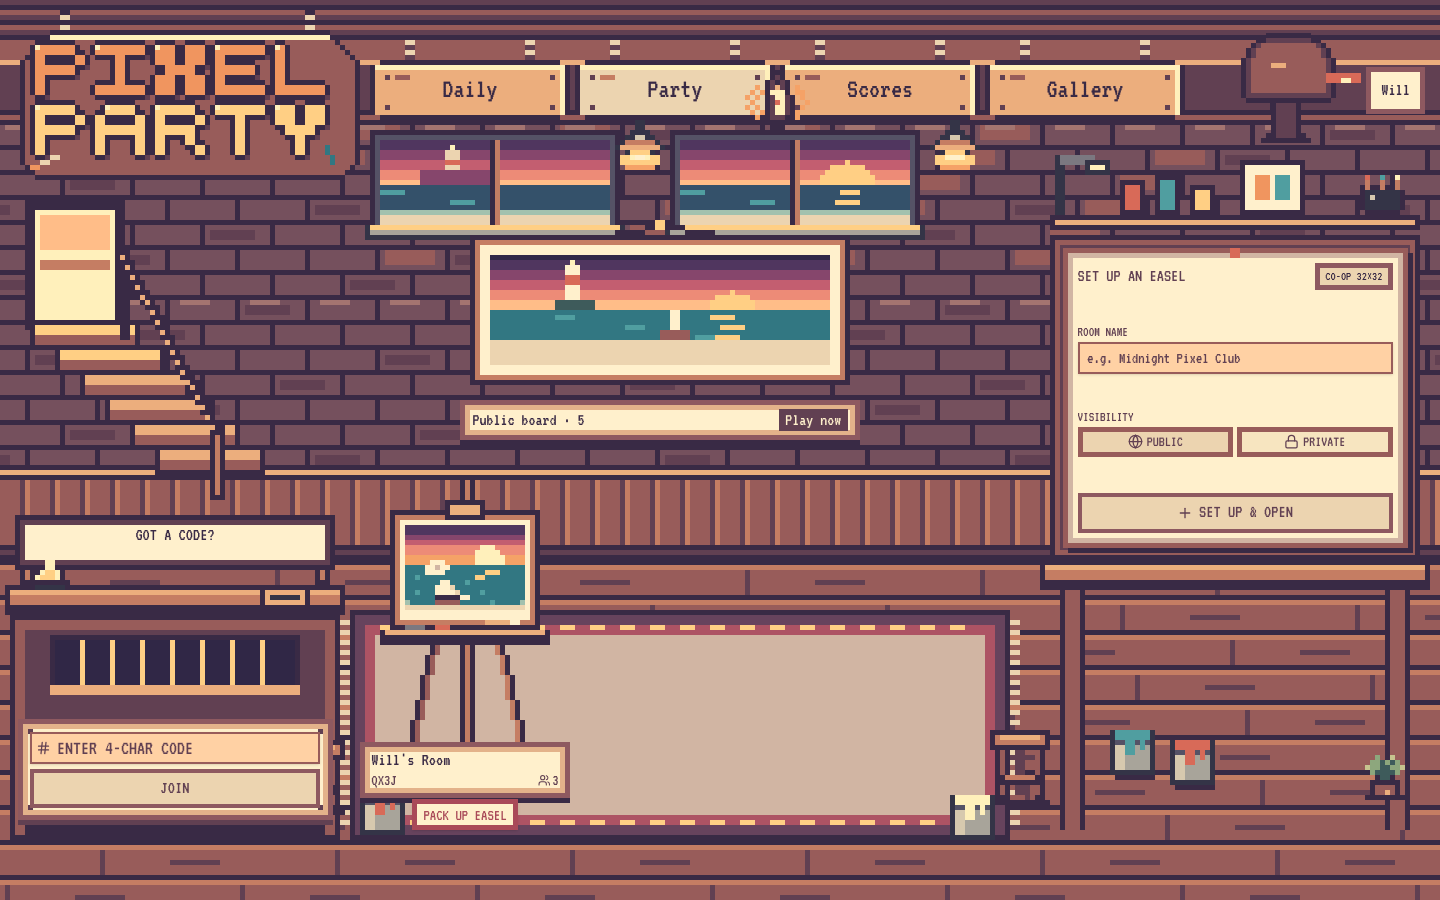 PIXEL
PARTY
Daily
Party
Scores
Gallery
Will
SET UP AN EASEL
CO-OP 32×32
ROOM NAME
e.g. Midnight Pixel Club
VISIBILITY
PUBLIC
PRIVATE
+ SET UP & OPEN
Public board · 5
Play now
GOT A CODE?
# ENTER 4-CHAR CODE
JOIN
Will's Room
QX3J
3
PACK UP EASEL